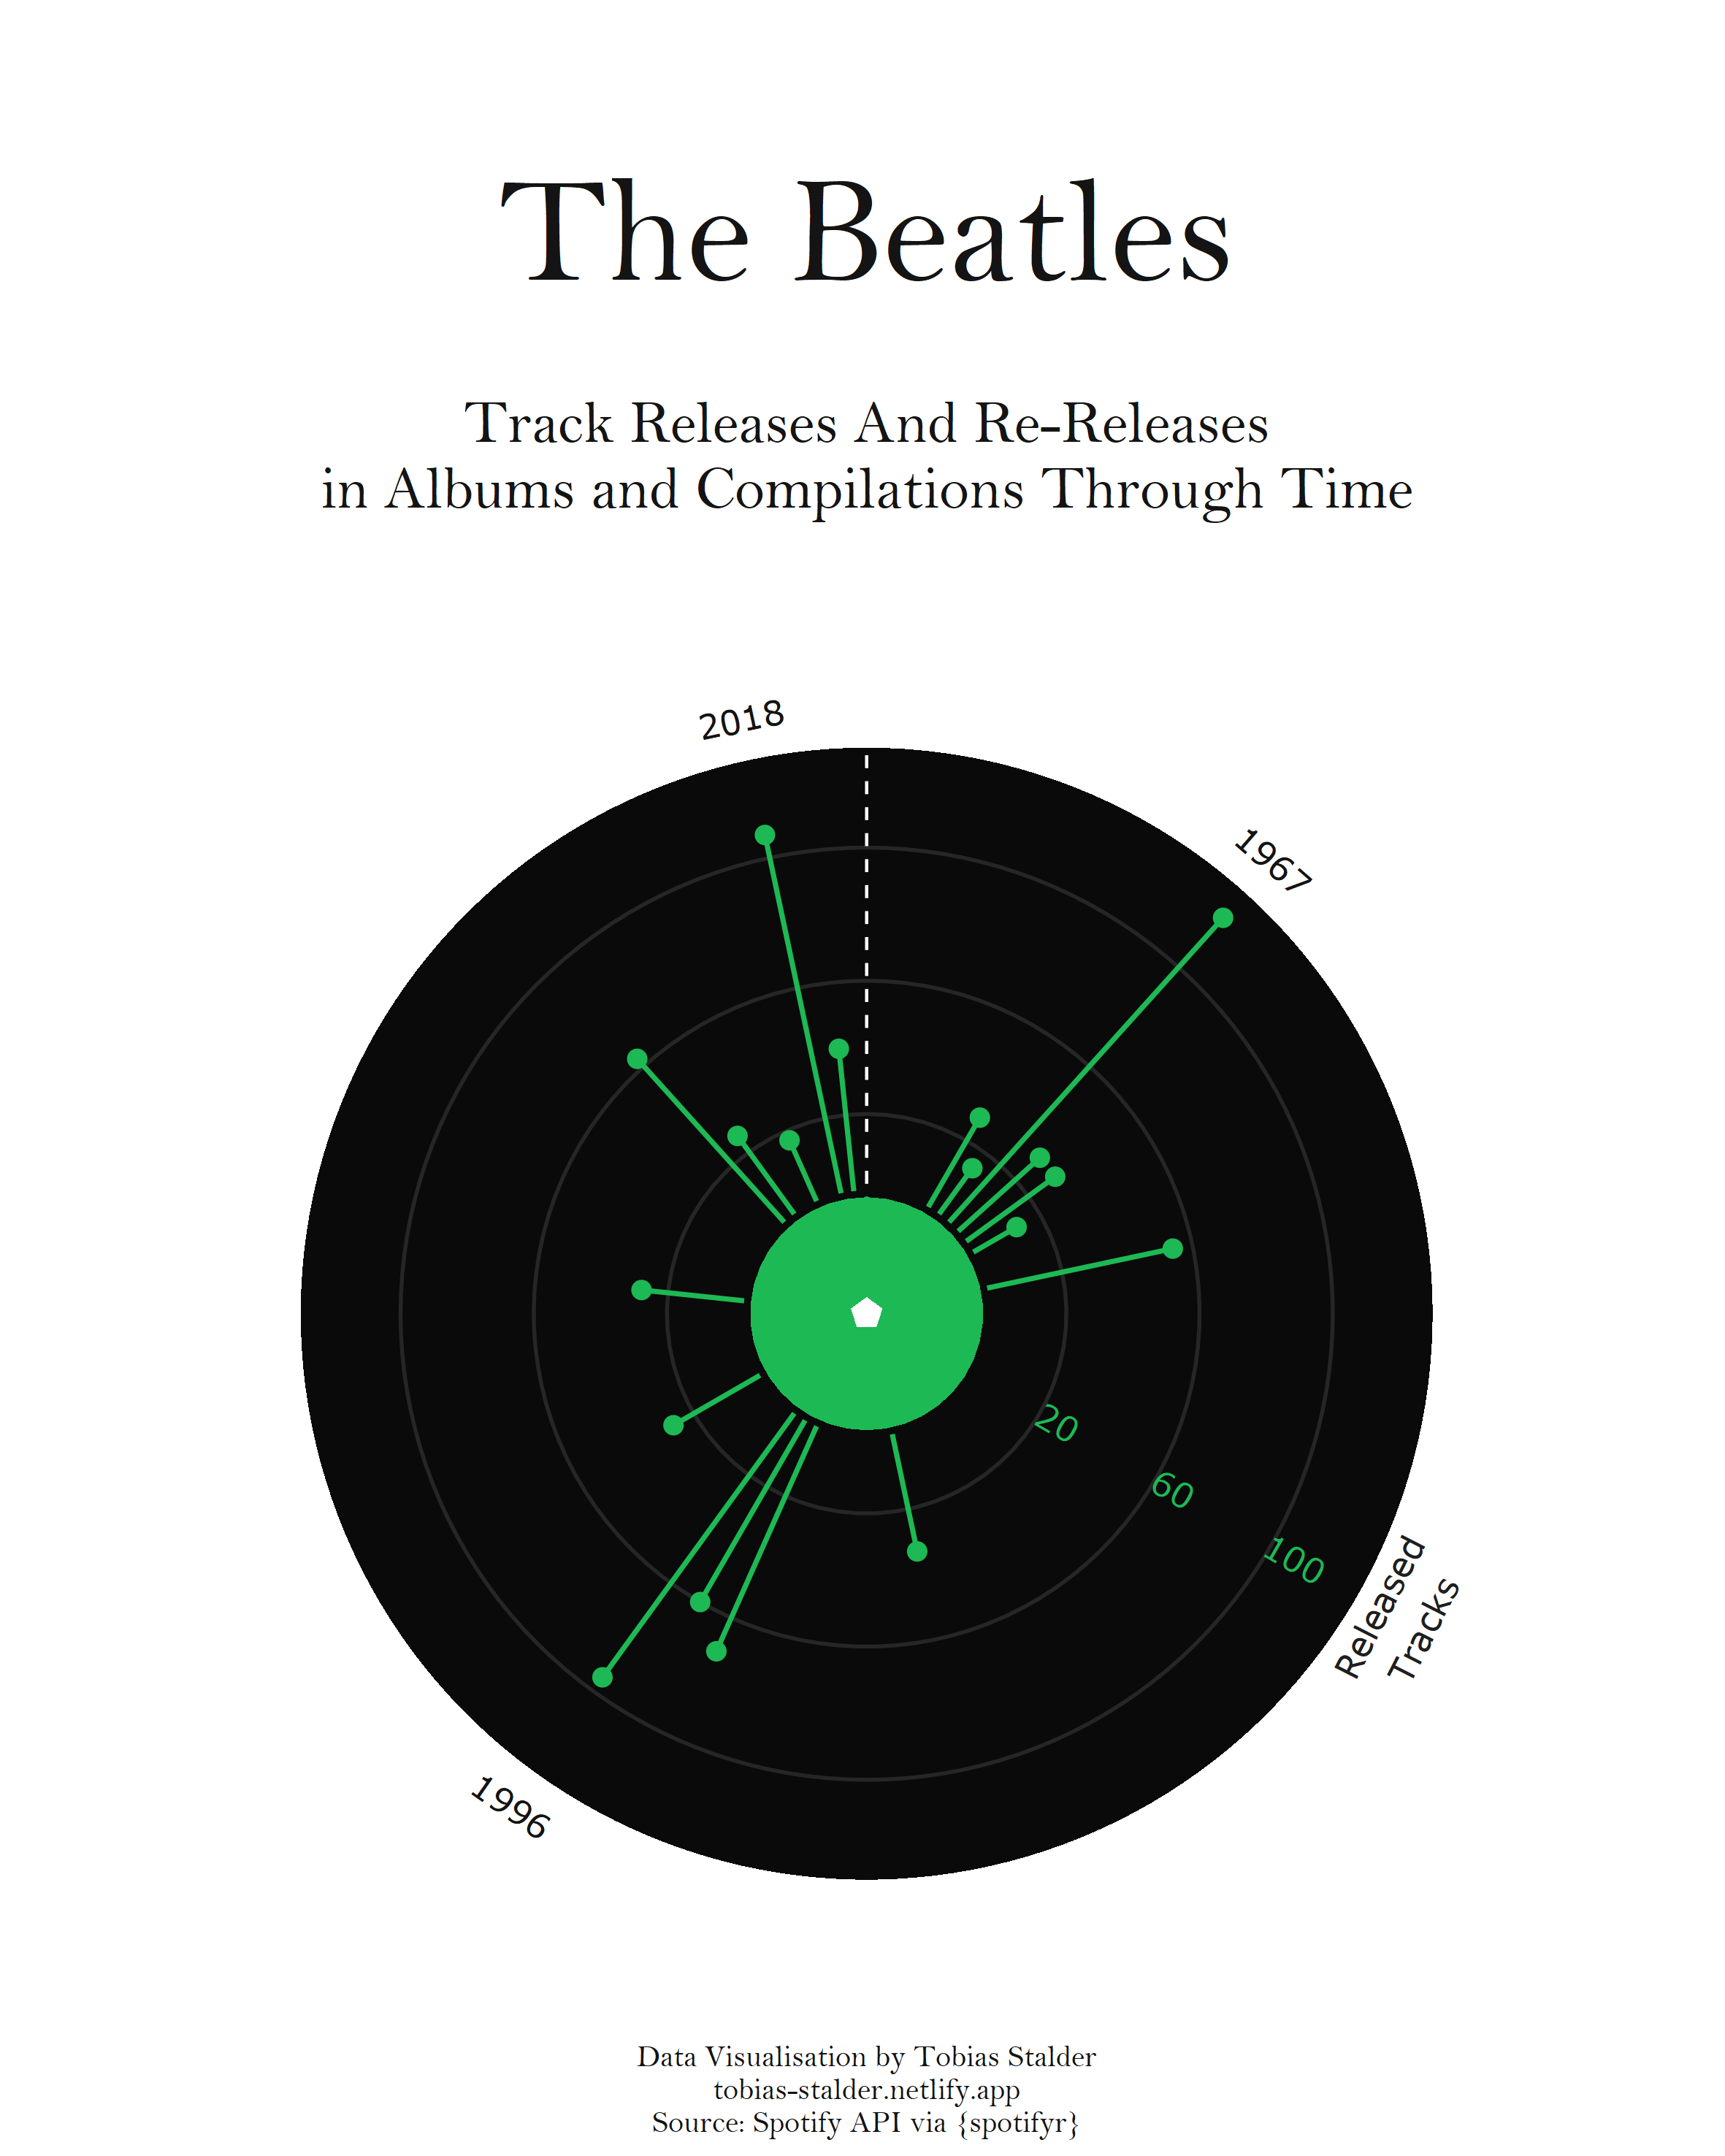 The Beatles
Track Releases And Re-Releases
in Albums and Compilations Through Time
2018
1967
20
60
100
Released
Tracks
1996
Data Visualisation by Tobias Stalder
tobias-stalder.netlify.app
Source: Spotify API via {spotifyr}